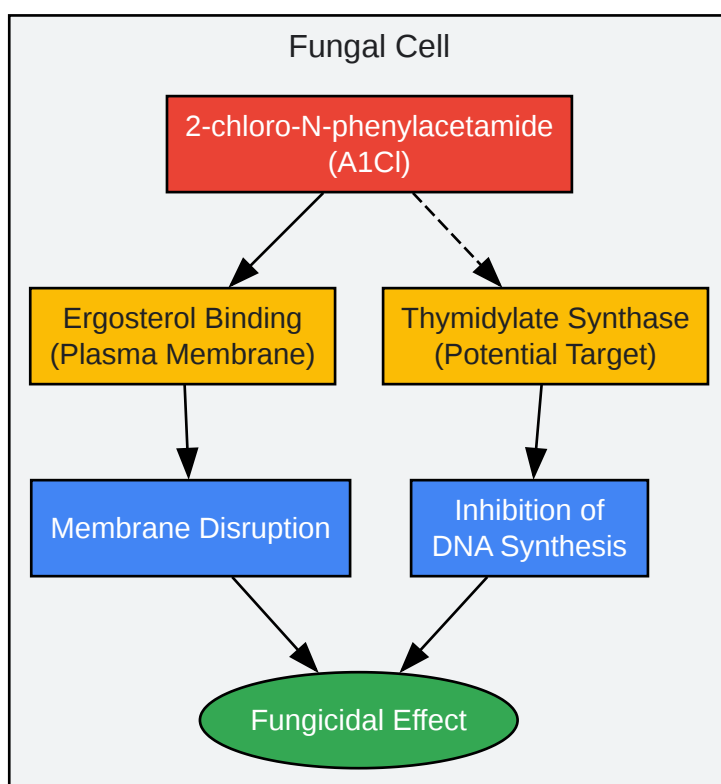 Fungal Cell
2-chloro-N-phenylacetamide
(A1Cl)
Ergosterol Binding
(Plasma Membrane)
Thymidylate Synthase
(Potential Target)
Membrane Disruption
Inhibition of
DNA Synthesis
Fungicidal Effect